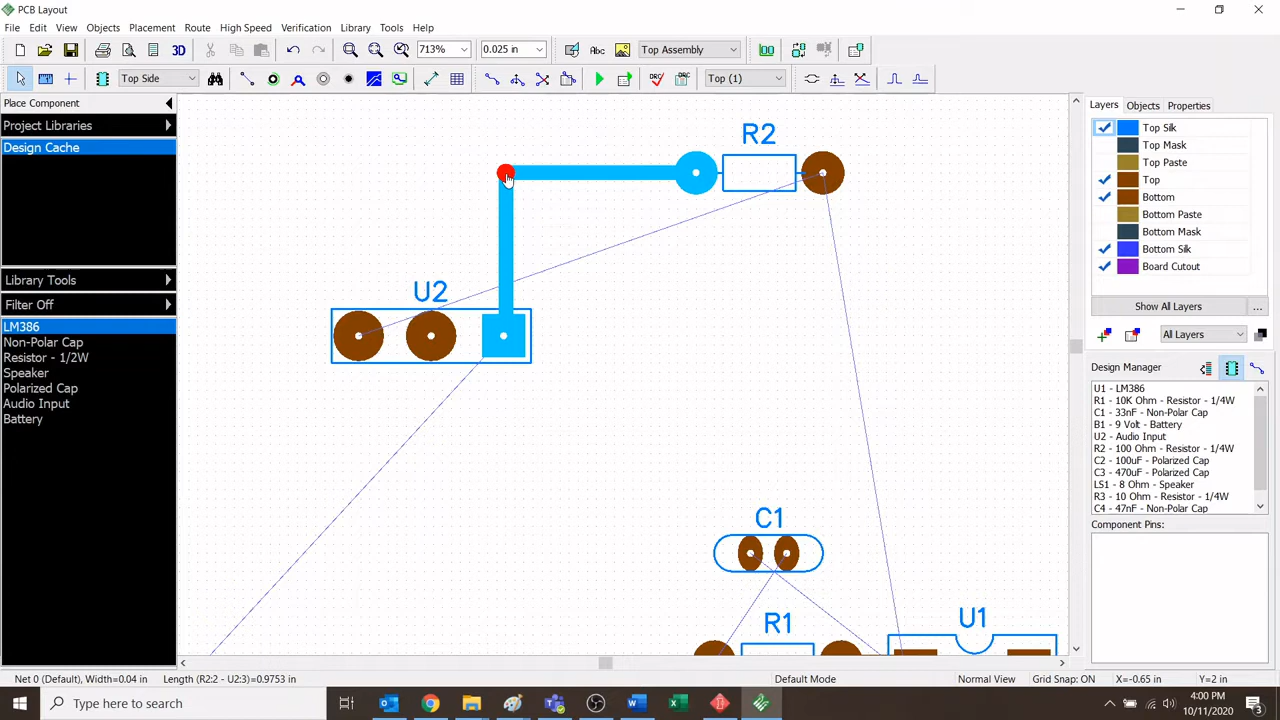 PCB Layout
File Edit View Objects Placement Route High Speed Verification Library Tools Help
3D 713% 0.025 in Abc Top Assembly
Top Side DRC Top (1)
Place Component
Project Libraries
Design Cache
Library Tools
Filter Off
LM386
Non-Polar Cap
Resistor - 1/2W
Speaker
Polarized Cap
Audio Input
Battery
R2
U2
C1
R1
U1
Layers Objects Properties
Top Silk
Top Mask
Top Paste
Top
Bottom
Bottom Paste
Bottom Mask
Bottom Silk
Board Cutout
Show All Layers ...
All Layers
Design Manager
U1 - LM386
R1 - 10K Ohm - Resistor - 1/4W
C1 - 33nF - Non-Polar Cap
B1 - 9 Volt - Battery
U2 - Audio Input
R2 - 100 Ohm - Resistor - 1/4W
C2 - 100uF - Polarized Cap
C3 - 470uF - Polarized Cap
LS1 - 8 Ohm - Speaker
R3 - 10 Ohm - Resistor - 1/4W
C4 - 47nF - Non-Polar Cap
Component Pins:
Net 0 (Default), Width=0.04 in Length (R2:2 - U2:3)=0.9753 in Default Mode Normal View Grid Snap: ON X=-0.65 in Y=2 in
Type here to search
4:00 PM
10/11/2020
3